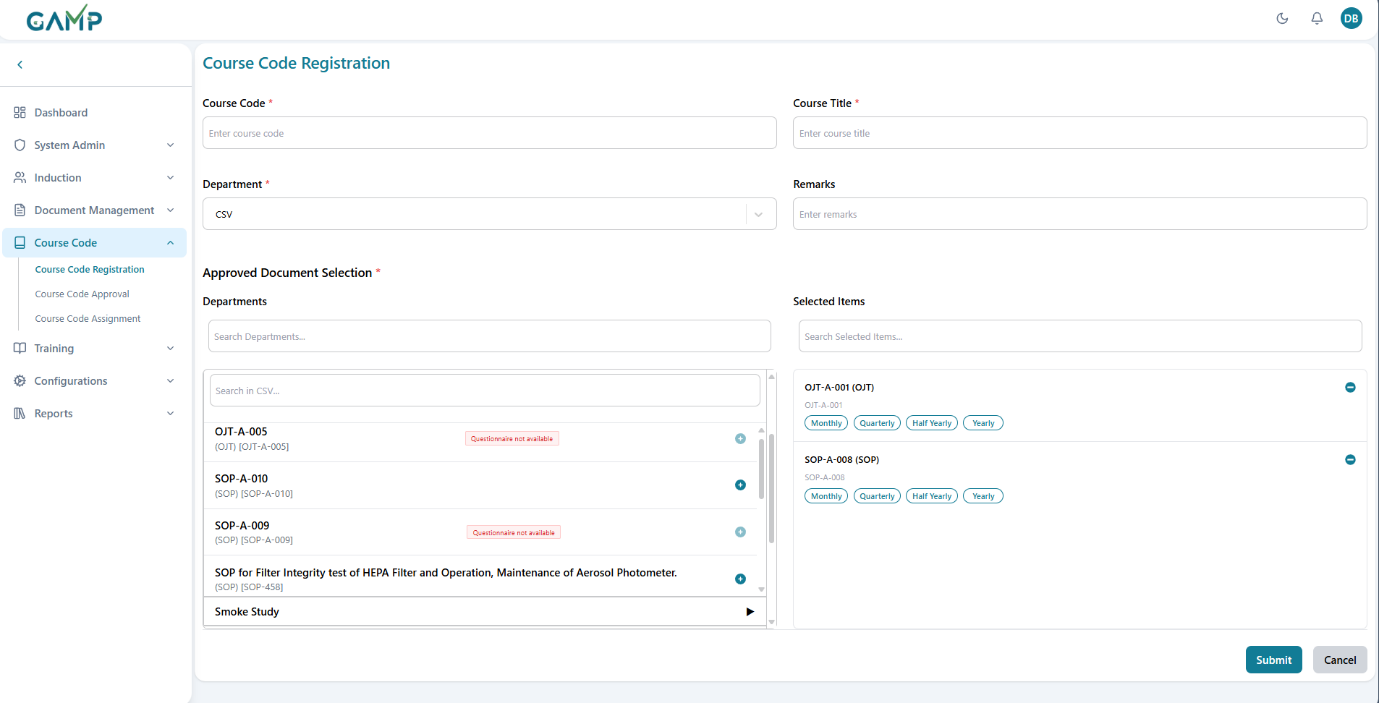 GAMP
DB
Dashboard
System Admin
Induction
Document Management
Course Code
Course Code Registration
Course Code Approval
Course Code Assignment
Training
Configurations
Reports
Course Code Registration
Course Code *
Enter course code
Course Title *
Enter course title
Department *
CSV
Remarks
Enter remarks
Approved Document Selection *
Departments
Search Departments...
Search in CSV...
OJT-A-005
(OJT) [OJT-A-005]
Questionnaire not available
SOP-A-010
(SOP) [SOP-A-010]
SOP-A-009
(SOP) [SOP-A-009]
Questionnaire not available
SOP for Filter Integrity test of HEPA Filter and Operation, Maintenance of Aerosol Photometer.
(SOP) [SOP-458]
Smoke Study
Selected Items
Search Selected Items...
OJT-A-001 (OJT)
OJT-A-001
Monthly Quarterly Half Yearly Yearly
SOP-A-008 (SOP)
SOP-A-008
Monthly Quarterly Half Yearly Yearly
Submit Cancel